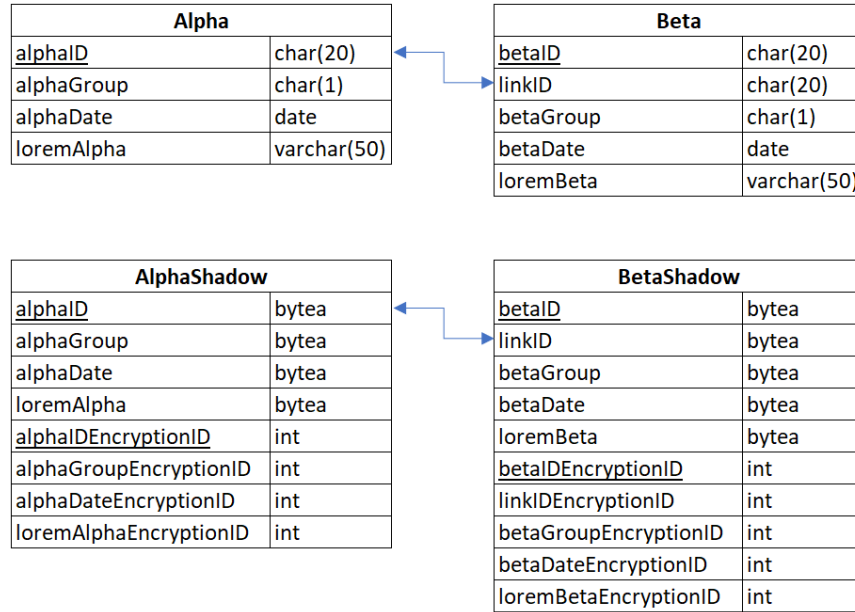 Alpha
alphaID char(20)
alphaGroup char(1)
alphaDate date
loremAlpha varchar(50)
Beta
betaID char(20)
linkID char(20)
betaGroup char(1)
betaDate date
loremBeta varchar(50)
AlphaShadow
alphaID bytea
alphaGroup bytea
alphaDate bytea
loremAlpha bytea
alphaIDEncryptionID int
alphaGroupEncryptionID int
alphaDateEncryptionID int
loremAlphaEncryptionID int
BetaShadow
betaID bytea
linkID bytea
betaGroup bytea
betaDate bytea
loremBeta bytea
betaIDEncryptionID int
linkIDEncryptionID int
betaGroupEncryptionID int
betaDateEncryptionID int
loremBetaEncryptionID int